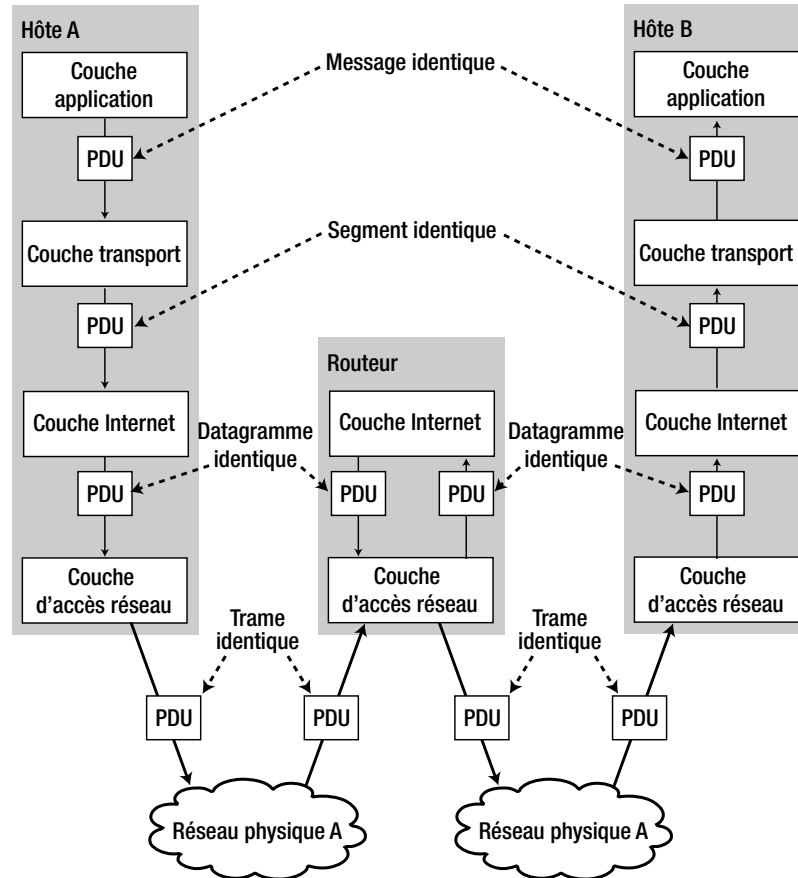 Hôte A
Hôte B
Couche
application
Message identique
Couche
application
PDU
PDU
Couche transport
Segment identique
Couche transport
PDU
PDU
Routeur
Couche Internet
Couche Internet
Couche Internet
Datagramme
identique
Datagramme
identique
PDU
PDU
PDU
PDU
Couche
d'accès réseau
Couche
d'accès réseau
Couche
d'accès réseau
Trame
identique
Trame
identique
PDU
PDU
PDU
PDU
Réseau physique A
Réseau physique A